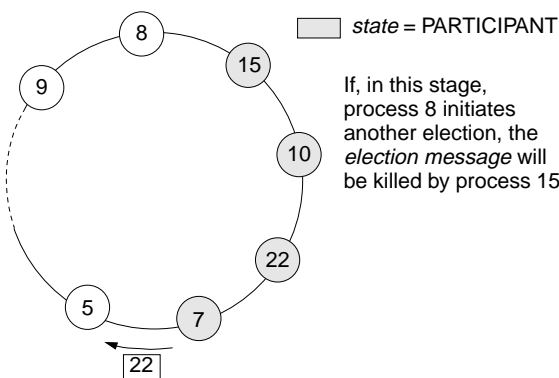 8
state = PARTICIPANT
15
9
If, in this stage,
process 8 initiates
another election, the
election message will
be killed by process 15
10
22
5
7
22